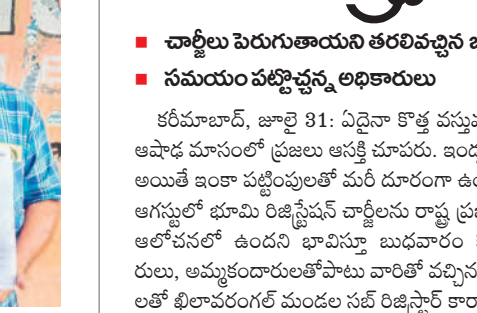 చార్జీలు పెరుగుతాయని తరలివచ్చిన
సమయం పట్టొచ్చన్న అధికారులు
కరీమాబాద్, జూలై 31: ఏదైనా కొత్త
ఆషాఢ మాసంలో ప్రజలు ఆసక్తి చూపరు.
అయితే ఇంకా పట్టింపులతో మరీ దూరంగా
ఆగస్టులో భూమి రిజిస్ట్రేషన్ చార్జీలను రాష్ట్ర
ఆలోచనలో ఉందని భావిస్తూ బుధవారం
రులు, అమ్మకందారులతోపాటు వారితో వచ్చిన
లతో ఖిలావరంగల్ మండల సబ్ రిజిస్ట్రార్